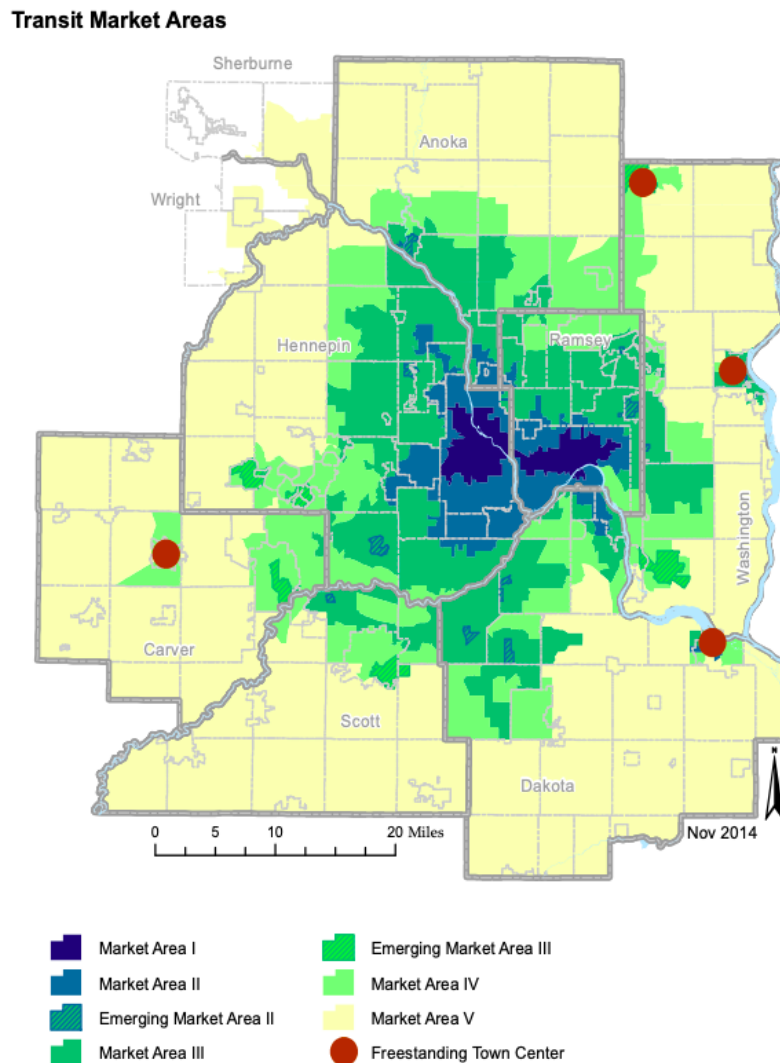 Transit Market Areas
Sherburne
Anoka
Wright
Hennepin
Ramsey
Washington
Carver
Scott
Dakota
N
0 5 10 20 Miles
Nov 2014
Market Area I
Market Area II
Emerging Market Area II
Market Area III
Emerging Market Area III
Market Area IV
Market Area V
Freestanding Town Center